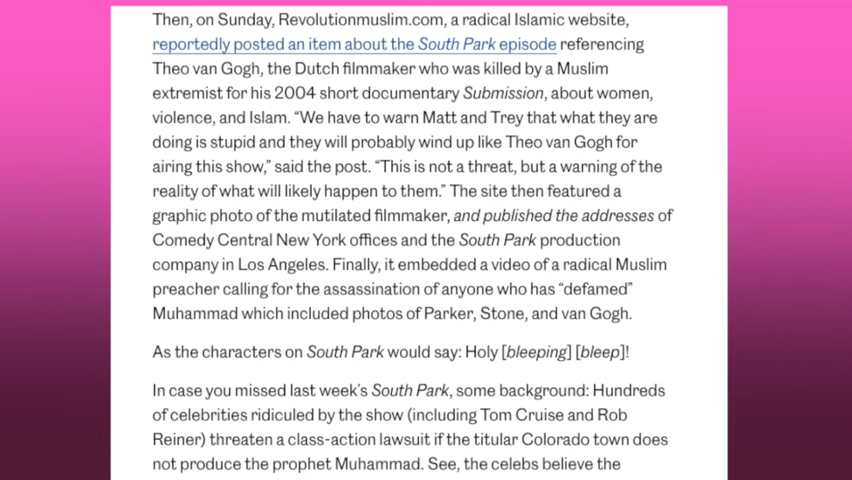 Then, on Sunday, Revolutionmuslim.com, a radical Islamic website,
reportedly posted an item about the South Park episode referencing
Theo van Gogh, the Dutch filmmaker who was killed by a Muslim
extremist for his 2004 short documentary Submission, about women,
violence, and Islam. “We have to warn Matt and Trey that what they are
doing is stupid and they will probably wind up like Theo van Gogh for
airing this show,” said the post. “This is not a threat, but a warning of the
reality of what will likely happen to them.” The site then featured a
graphic photo of the mutilated filmmaker, and published the addresses of
Comedy Central New York offices and the South Park production
company in Los Angeles. Finally, it embedded a video of a radical Muslim
preacher calling for the assassination of anyone who has “defamed”
Muhammad which included photos of Parker, Stone, and van Gogh.
As the characters on South Park would say: Holy [bleeping] [bleep]!
In case you missed last week’s South Park, some background: Hundreds
of celebrities ridiculed by the show (including Tom Cruise and Rob
Reiner) threaten a class-action lawsuit if the titular Colorado town does
not produce the prophet Muhammad. See, the celebs believe the